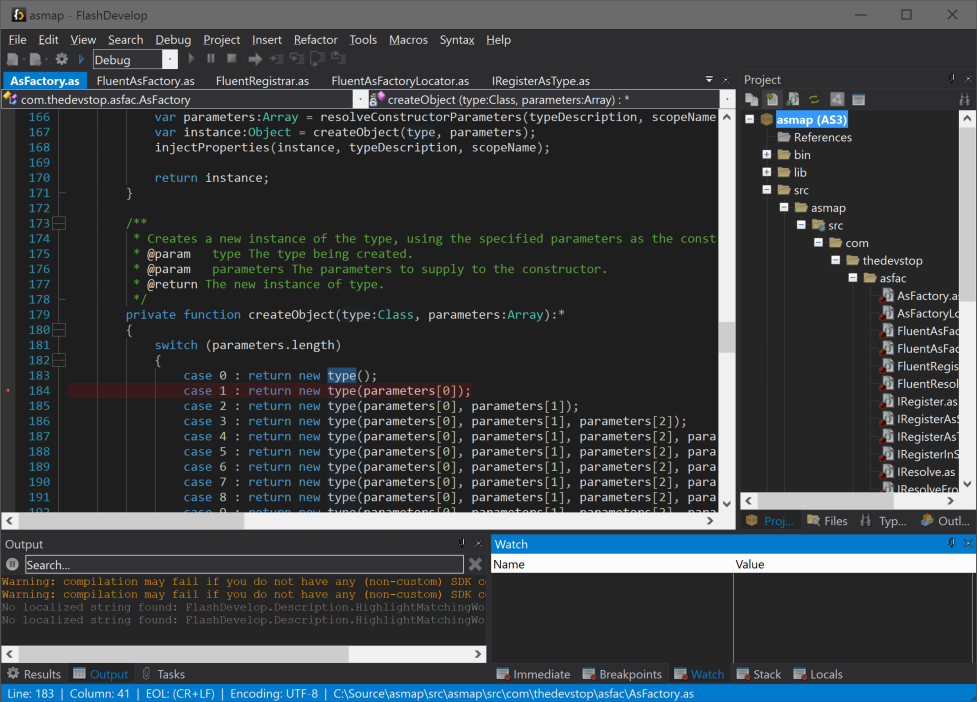 asmap - FlashDevelop
File Edit View Search Debug Project Insert Refactor Tools Macros Syntax Help
Debug
AsFactory.as FluentAsFactory.as FluentRegistrar.as FluentAsFactoryLocator.as IRegisterAsType.as
com.thedevstop.asfac.AsFactory createObject (type:Class, parameters:Array) : *
166 var parameters:Array = resolveConstructorParameters(typeDescription, scopeName
167 var instance:Object = createObject(type, parameters);
168 injectProperties(instance, typeDescription, scopeName);
169
170 return instance;
171 }
172
173 /**
174 * Creates a new instance of the type, using the specified parameters as the const
175 * @param type The type being created.
176 * @param parameters The parameters to supply to the constructor.
177 * @return The new instance of type.
178 */
179 private function createObject(type:Class, parameters:Array):*
180 {
181 switch (parameters.length)
182 {
183 case 0 : return new type();
184 case 1 : return new type(parameters[0]);
185 case 2 : return new type(parameters[0], parameters[1]);
186 case 3 : return new type(parameters[0], parameters[1], parameters[2]);
187 case 4 : return new type(parameters[0], parameters[1], parameters[2], para
188 case 5 : return new type(parameters[0], parameters[1], parameters[2], para
189 case 6 : return new type(parameters[0], parameters[1], parameters[2], para
190 case 7 : return new type(parameters[0], parameters[1], parameters[2], para
191 case 8 : return new type(parameters[0], parameters[1], parameters[2], para
192 case 9 : return new type(parameters[0], parameters[1], parameters[2], para
Project
asmap (AS3)
References
bin
lib
src
asmap
src
com
thedevstop
asfac
AsFactory.as
AsFactoryLo
FluentAsFac
FluentAsFac
FluentRegis
FluentResol
IRegister.as
IRegisterAsS
IRegisterAsT
IRegisterInS
IResolve.as
IResolveFro
Proj... Files Typ... Outl...
Output
Search...
Warning: compilation may fail if you do not have any (non-custom) SDK c
Warning: compilation may fail if you do not have any (non-custom) SDK c
No localized string found: FlashDevelop.Description.HighlightMatchingWo
No localized string found: FlashDevelop.Description.HighlightMatchingWo
Results Output Tasks
Watch
Name Value
Immediate Breakpoints Watch Stack Locals
Line: 183 | Column: 41 | EOL: (CR+LF) | Encoding: UTF-8 | C:\Source\asmap\src\asmap\src\com\thedevstop\asfac\AsFactory.as